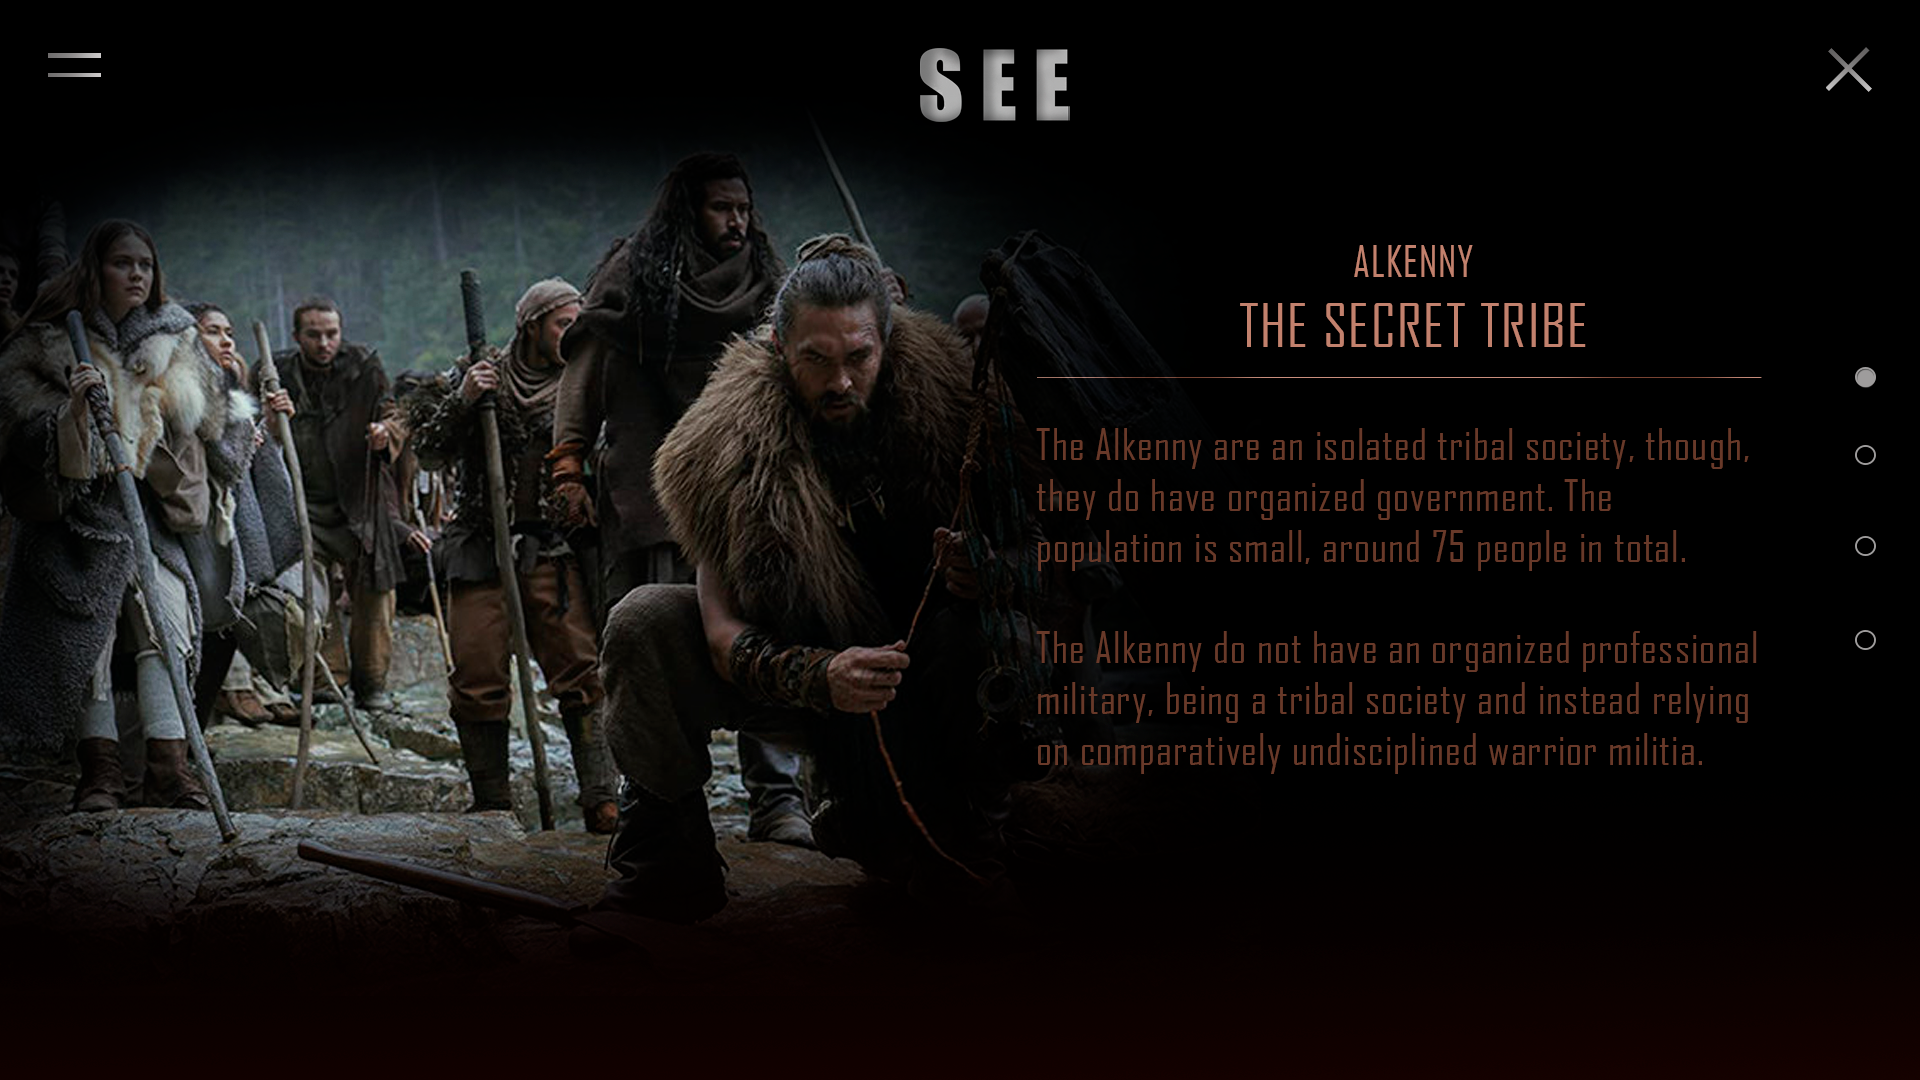 SEE
ALKENNY
THE SECRET TRIBE
The Alkenny are an isolated tribal society, though,
they do have organized government. The
population is small, around 75 people in total.
The Alkenny do not have an organized professional
military, being a tribal society and instead relying
on comparatively undisciplined warrior militia.